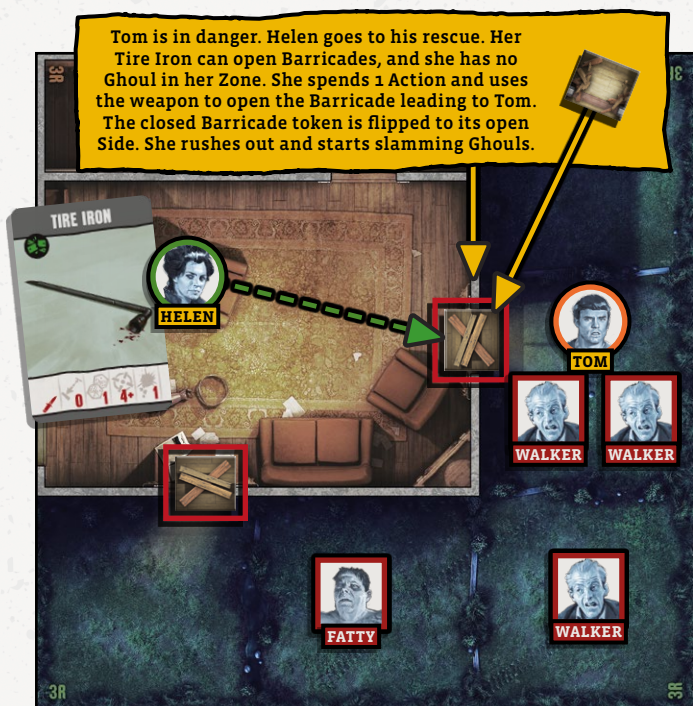 Tom is in danger. Helen goes to his rescue. Her
Tire Iron can open Barricades, and she has no
Ghoul in her Zone. She spends 1 Action and uses
the weapon to open the Barricade leading to Tom.
The closed Barricade token is flipped to its open
Side. She rushes out and starts slamming Ghouls.
3R
3R
TIRE IRON
0 1 4+ 1
HELEN
TOM
WALKER
WALKER
FATTY
WALKER
3R
3R